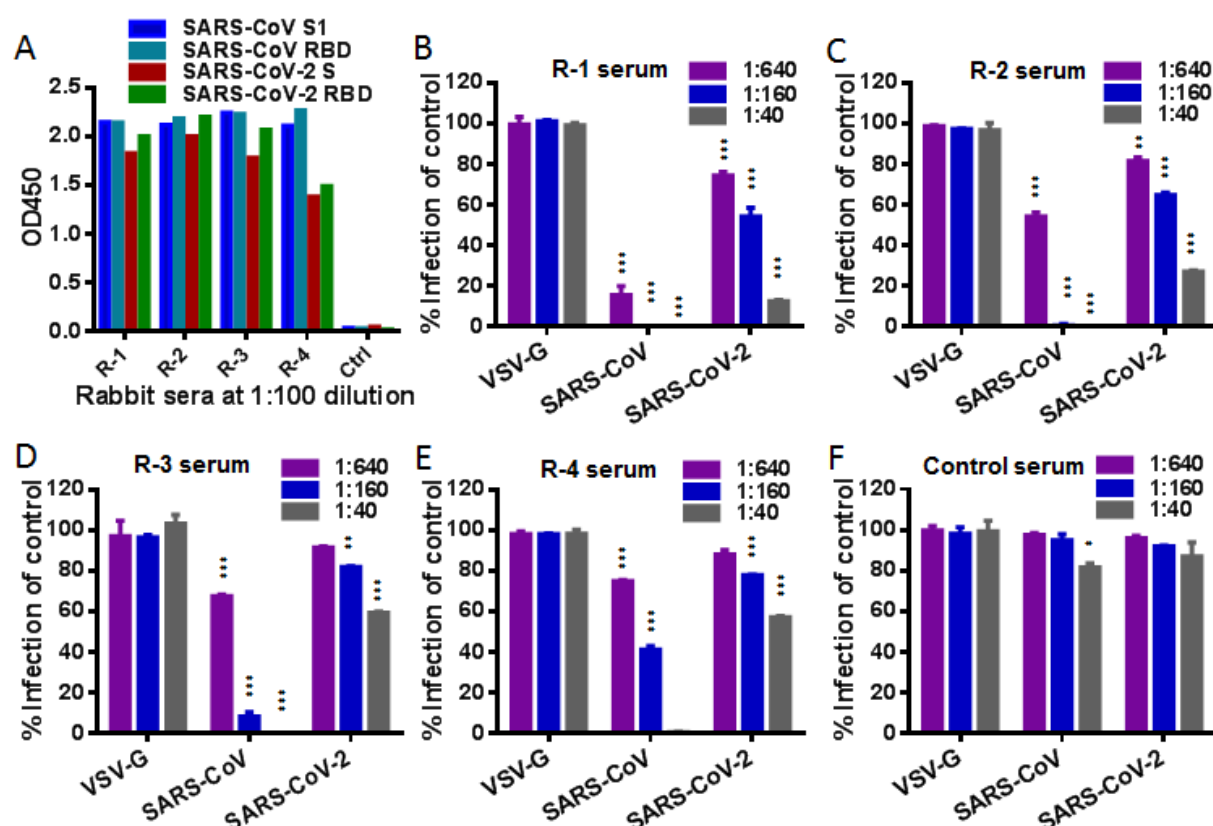 A
SARS-CoV S1
SARS-CoV RBD
SARS-CoV-2 S
SARS-CoV-2 RBD
2.5
2.0
1.5
1.0
0.5
0.0
OD450
R-1
R-2
R-3
R-4
Ctrl
Rabbit sera at 1:100 dilution
B
R-1 serum
1:640
1:160
1:40
120
100
80
60
40
20
0
% Infection of control
***
***
***
***
***
***
VSV-G
SARS-CoV
SARS-CoV-2
C
R-2 serum
1:640
1:160
1:40
120
100
80
60
40
20
0
% Infection of control
***
***
***
**
***
***
VSV-G
SARS-CoV
SARS-CoV-2
D
R-3 serum
1:640
1:160
1:40
120
100
80
60
40
20
0
% Infection of control
***
***
***
**
***
VSV-G
SARS-CoV
SARS-CoV-2
E
R-4 serum
1:640
1:160
1:40
120
100
80
60
40
20
0
% Infection of control
***
***
***
***
VSV-G
SARS-CoV
SARS-CoV-2
F
Control serum
1:640
1:160
1:40
120
100
80
60
40
20
0
% Infection of control
*
VSV-G
SARS-CoV
SARS-CoV-2